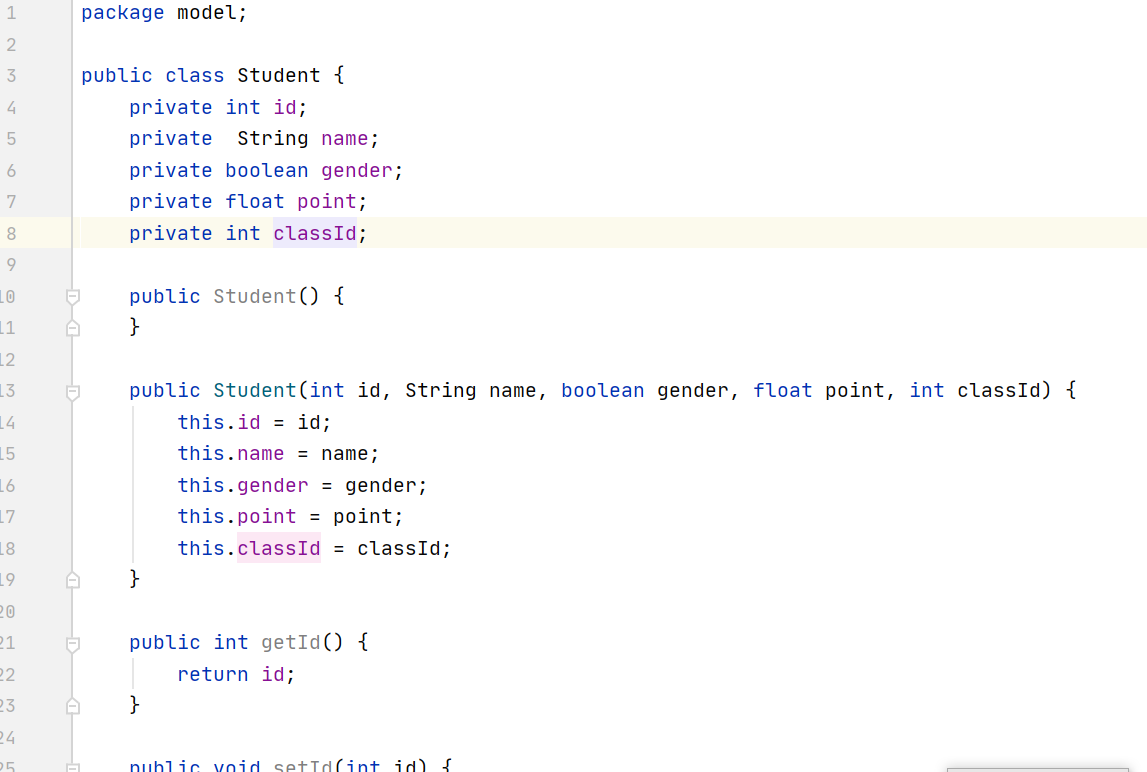 1 package model;
2
3 public class Student {
4 private int id;
5 private  String name;
6 private boolean gender;
7 private float point;
8 private int classId;
9
10 public Student() {
11 }
12
13 public Student(int id, String name, boolean gender, float point, int classId) {
14 this.id = id;
15 this.name = name;
16 this.gender = gender;
17 this.point = point;
18 this.classId = classId;
19 }
20
21 public int getId() {
22 return id;
23 }
24
25 public void setId(int id) {